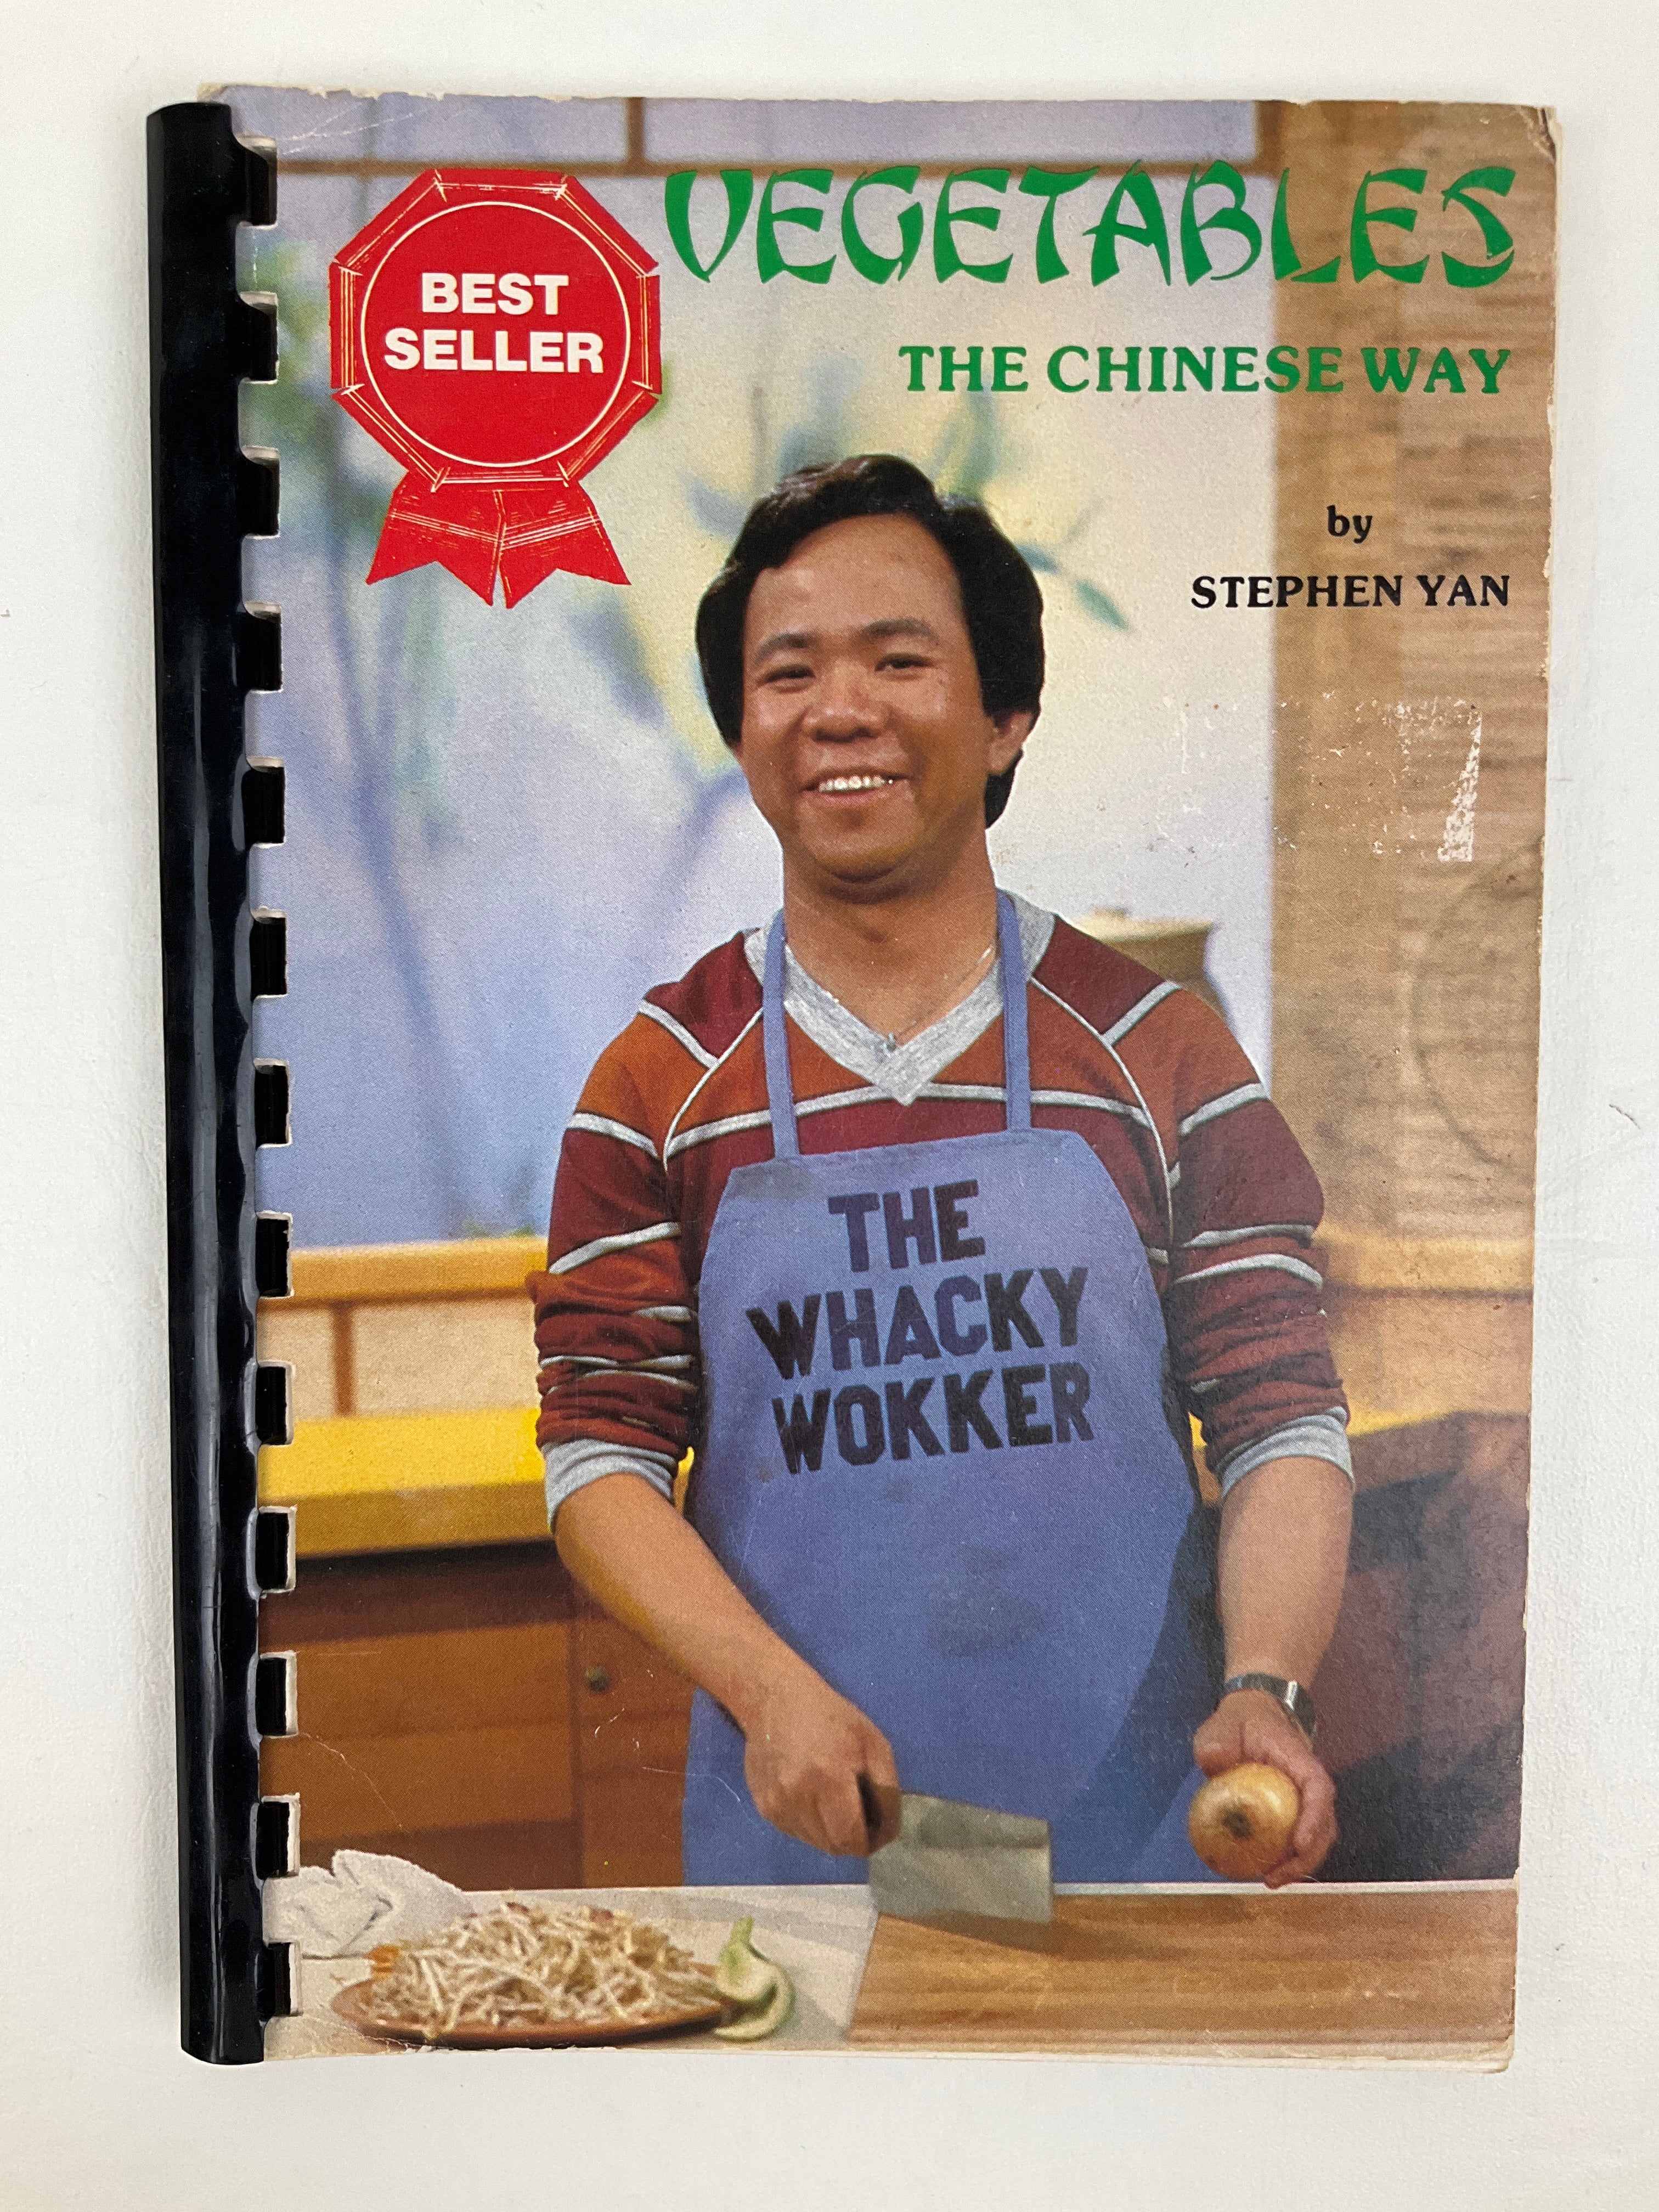 BEST
SELLER
VEGETABLES
THE CHINESE WAY
by
STEPHEN YAN
THE
WHACKY
WOKKER